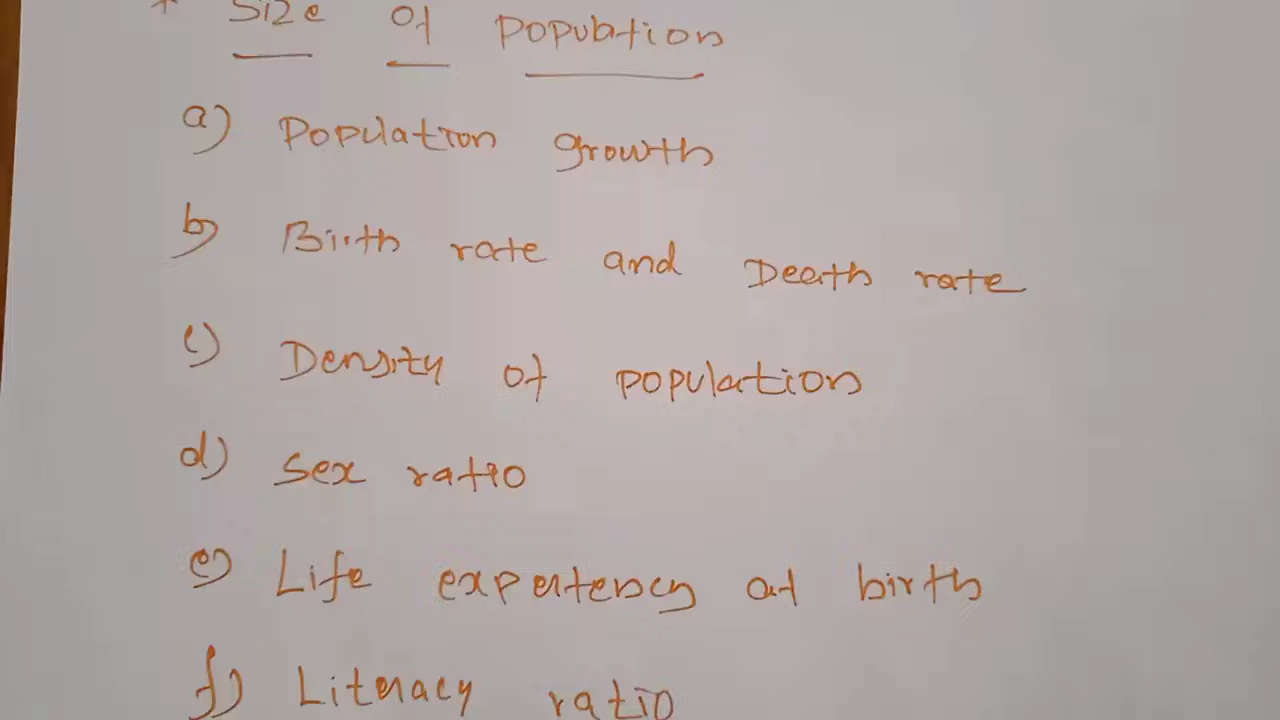 * Size of population
a) Population growth
b) Birth rate and Death rate
c) Density of population
d) Sex ratio
e) Life expectency at birth
f) Literacy ratio